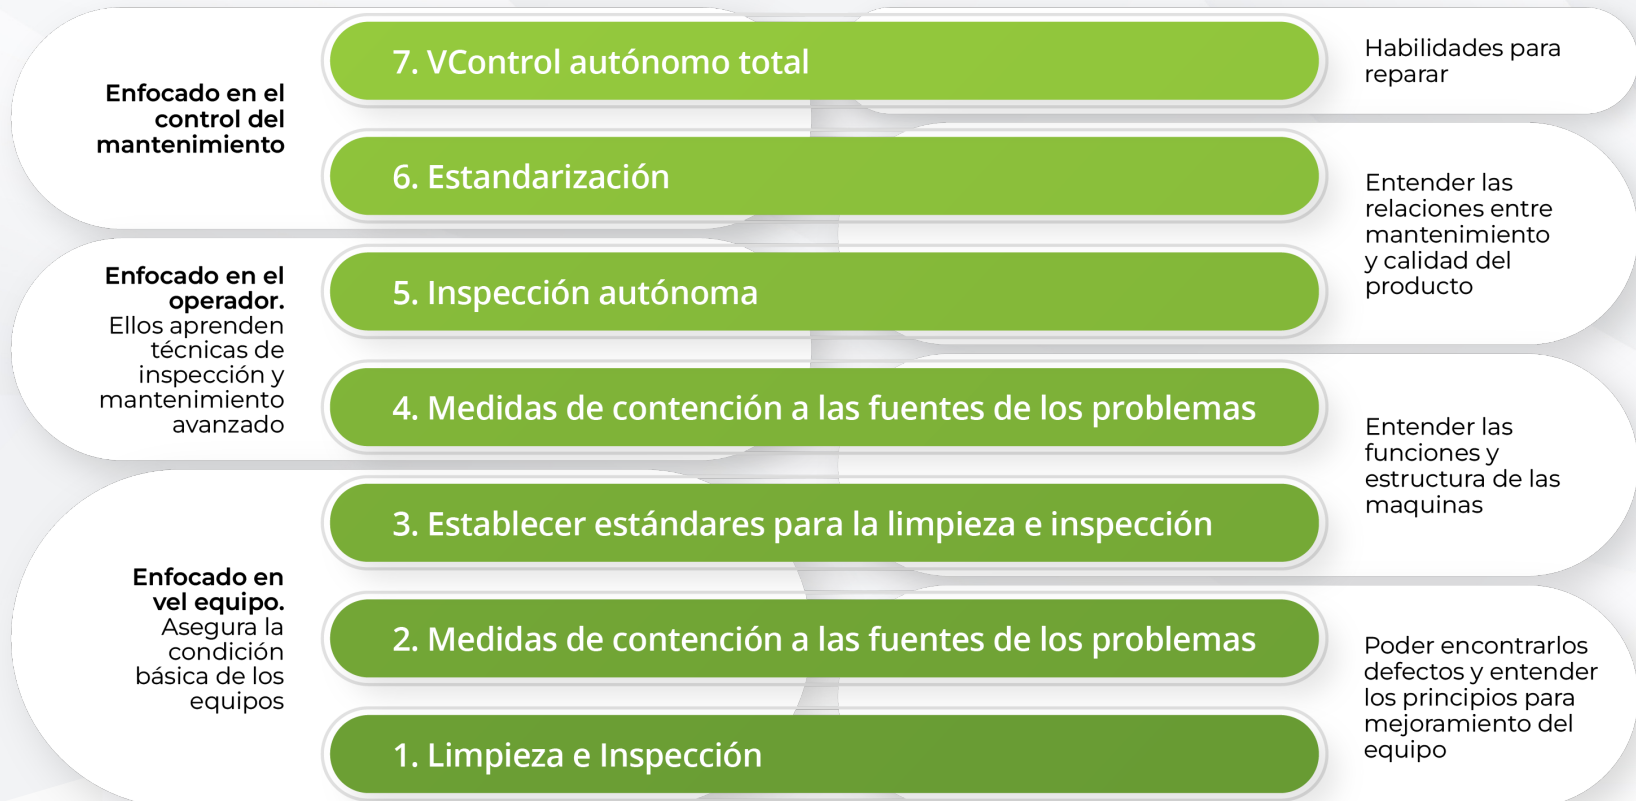 Enfocado en el
control del
mantenimiento
7. VControl autónomo total
Habilidades para
reparar
6. Estandarización
Entender las
relaciones entre
mantenimiento
y calidad del
producto
Enfocado en el
operador.
Ellos aprenden
técnicas de
inspección y
mantenimiento
avanzado
5. Inspección autónoma
4. Medidas de contención a las fuentes de los problemas
Entender las
funciones y
estructura de las
maquinas
3. Establecer estándares para la limpieza e inspección
Enfocado en
vel equipo.
Asegura la
condición
básica de los
equipos
2. Medidas de contención a las fuentes de los problemas
Poder encontrarlos
defectos y entender
los principios para
mejoramiento del
equipo
1. Limpieza e Inspección